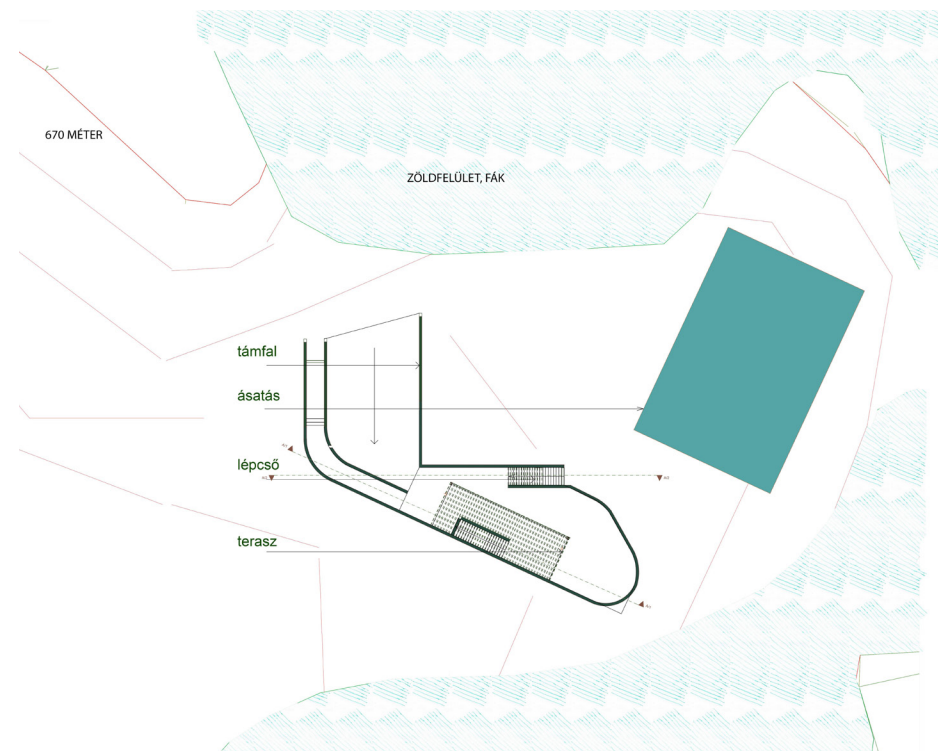 670 MÉTER
ZÖLDFELÜLET, FÁK
támfal
ásatás
lépcső
terasz